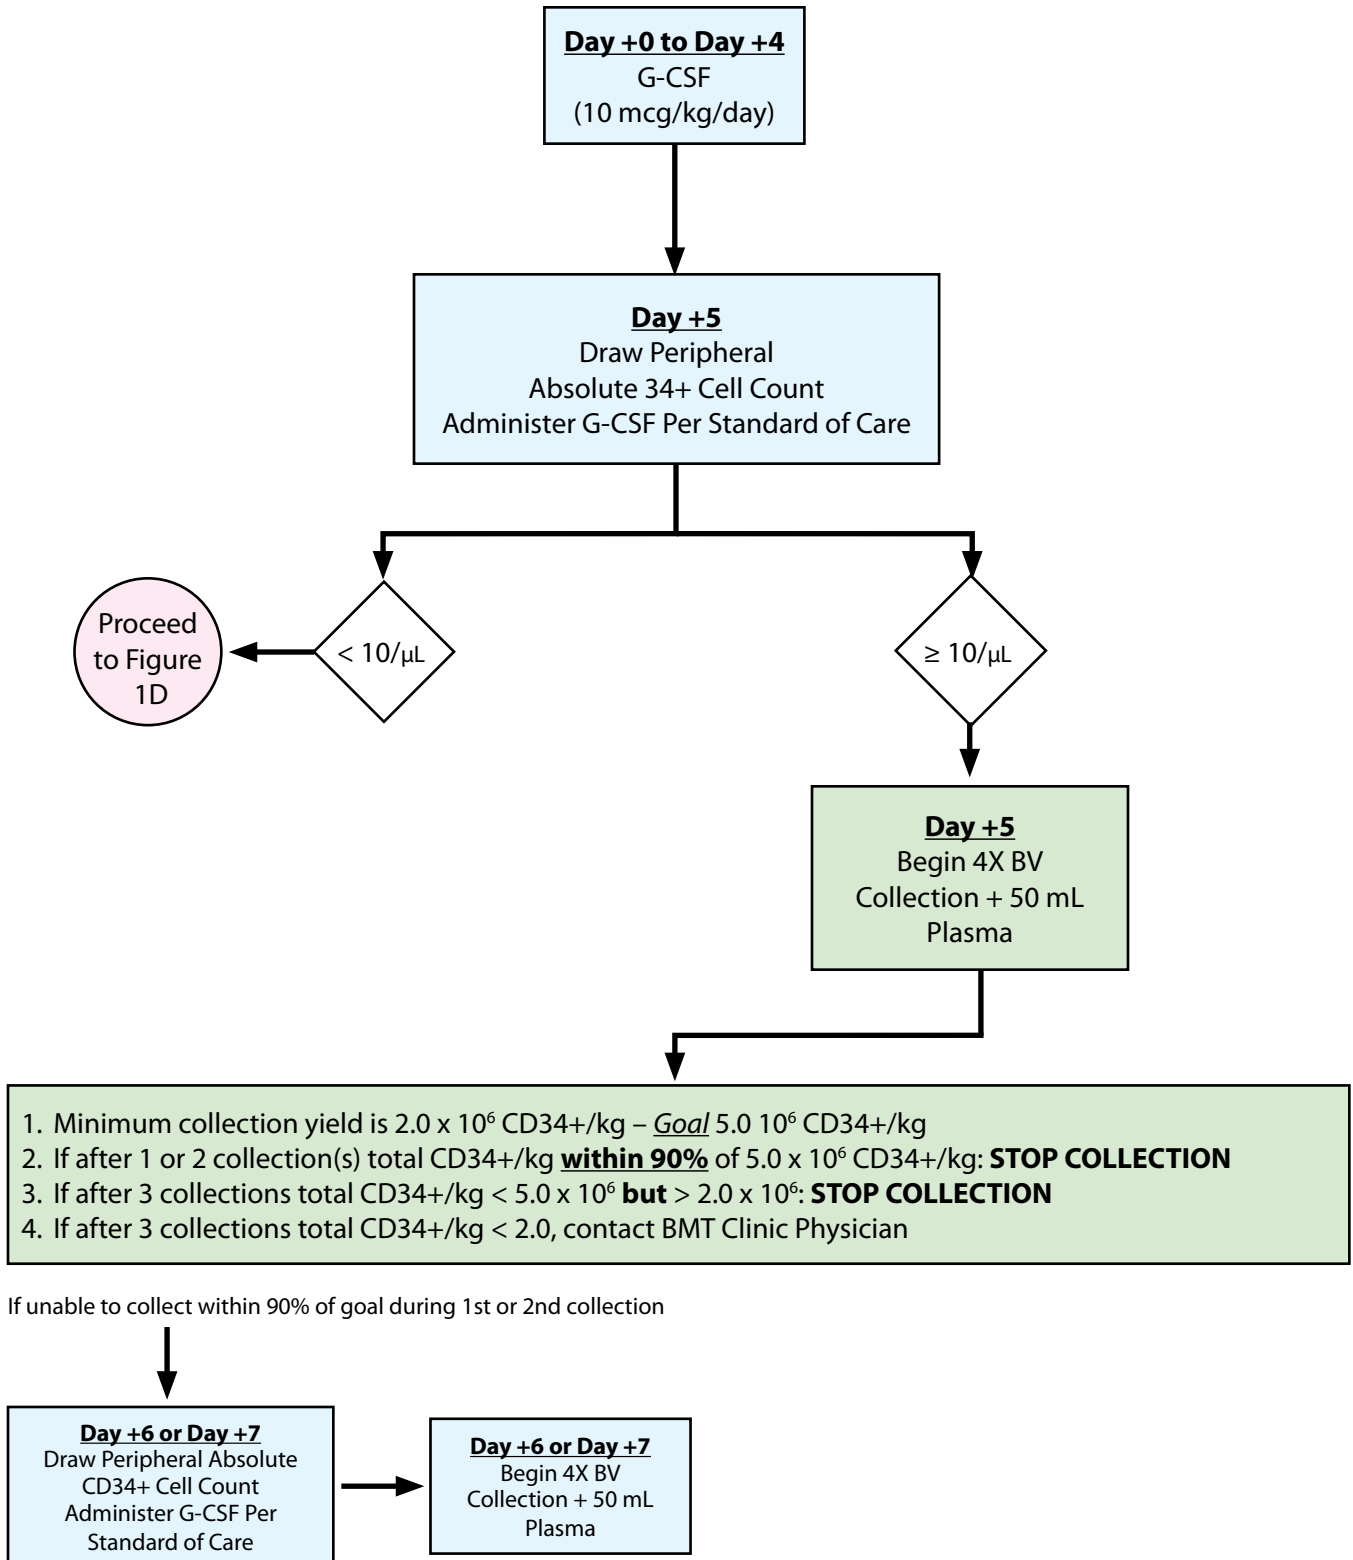 Day +0 to Day +4
G-CSF
(10 mcg/kg/day)
Day +5
Draw Peripheral
Absolute 34+ Cell Count
Administer G-CSF Per Standard of Care
Proceed
to Figure
1D
< 10/μL
≥ 10/μL
Day +5
Begin 4X BV
Collection + 50 mL
Plasma
1. Minimum collection yield is 2.0 x 10⁶ CD34+/kg – Goal 5.0 10⁶ CD34+/kg
2. If after 1 or 2 collection(s) total CD34+/kg within 90% of 5.0 x 10⁶ CD34+/kg: STOP COLLECTION
3. If after 3 collections total CD34+/kg < 5.0 x 10⁶ but > 2.0 x 10⁶: STOP COLLECTION
4. If after 3 collections total CD34+/kg < 2.0, contact BMT Clinic Physician
If unable to collect within 90% of goal during 1st or 2nd collection
Day +6 or Day +7
Draw Peripheral Absolute
CD34+ Cell Count
Administer G-CSF Per
Standard of Care
Day +6 or Day +7
Begin 4X BV
Collection + 50 mL
Plasma